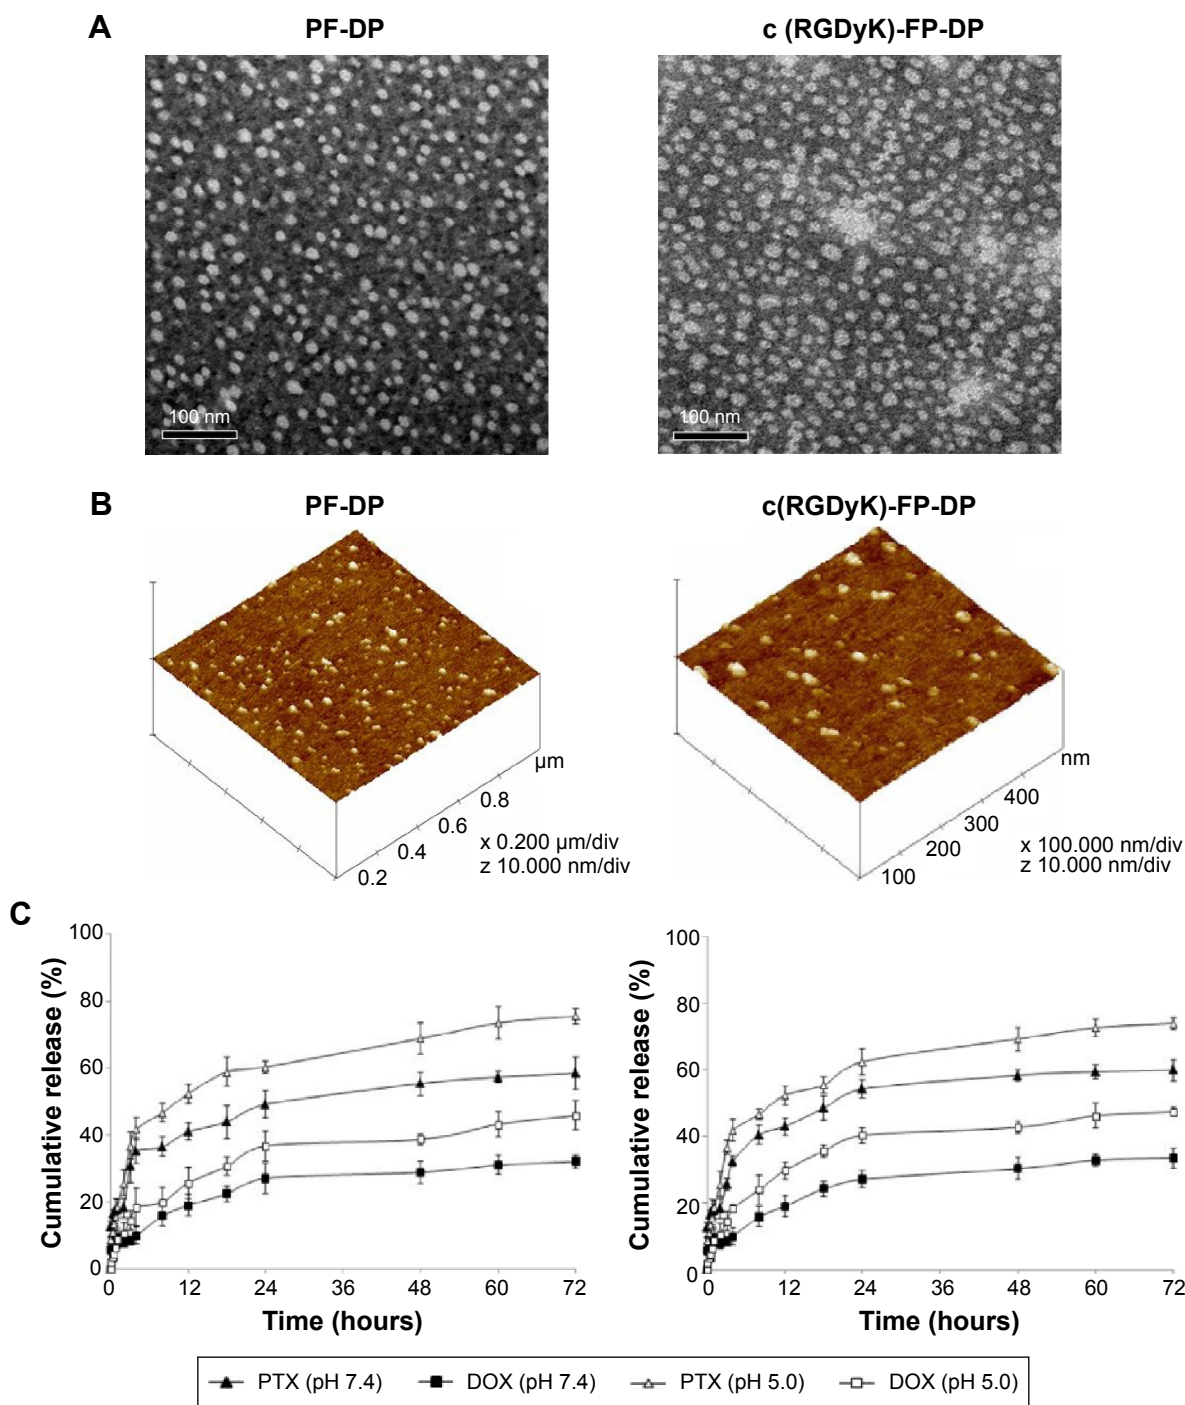 A
PF-DP
c (RGDyK)-FP-DP
100 nm
100 nm
B
PF-DP
c(RGDyK)-FP-DP
µm
0.8
0.6
0.4
0.2
x 0.200 µm/div
z 10.000 nm/div
nm
400
300
200
100
x 100.000 nm/div
z 10.000 nm/div
C
Cumulative release (%)
100
80
60
40
20
0
0 12 24 36 48 60 72
Time (hours)
Cumulative release (%)
100
80
60
40
20
0
0 12 24 36 48 60 72
Time (hours)
PTX (pH 7.4) DOX (pH 7.4) PTX (pH 5.0) DOX (pH 5.0)